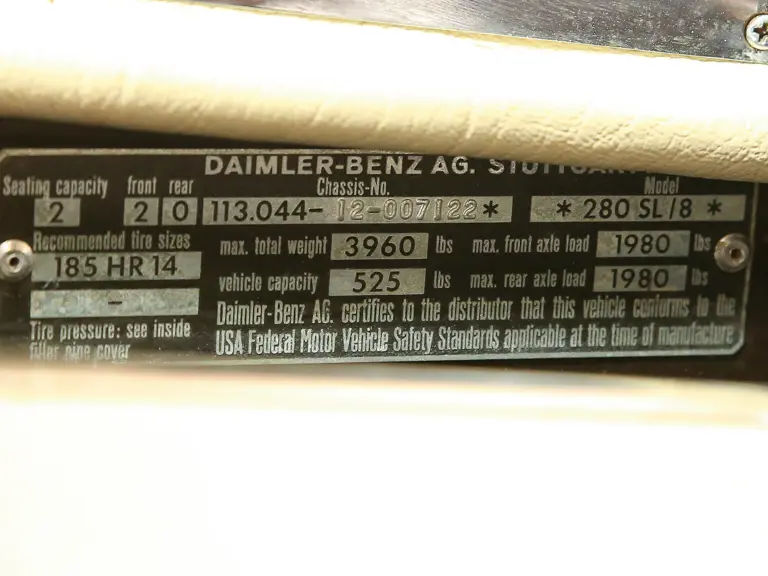 DAIMLER-BENZ AG. STUTTGART
Seating capacity front rear Chassis-No. Model
2 2 0 113.044- 12-007122* * 280 SL/8 *
Recommended tire sizes max. total weight 3960 lbs max. front axle load 1980 lbs
185 HR 14 vehicle capacity 525 lbs max. rear axle load 1980 lbs
-
Daimler-Benz AG. certifies to the distributor that this vehicle conforms to the
Tire pressure: see inside USA Federal Motor Vehicle Safety Standards applicable at the time of manufacture
filler pipe cover